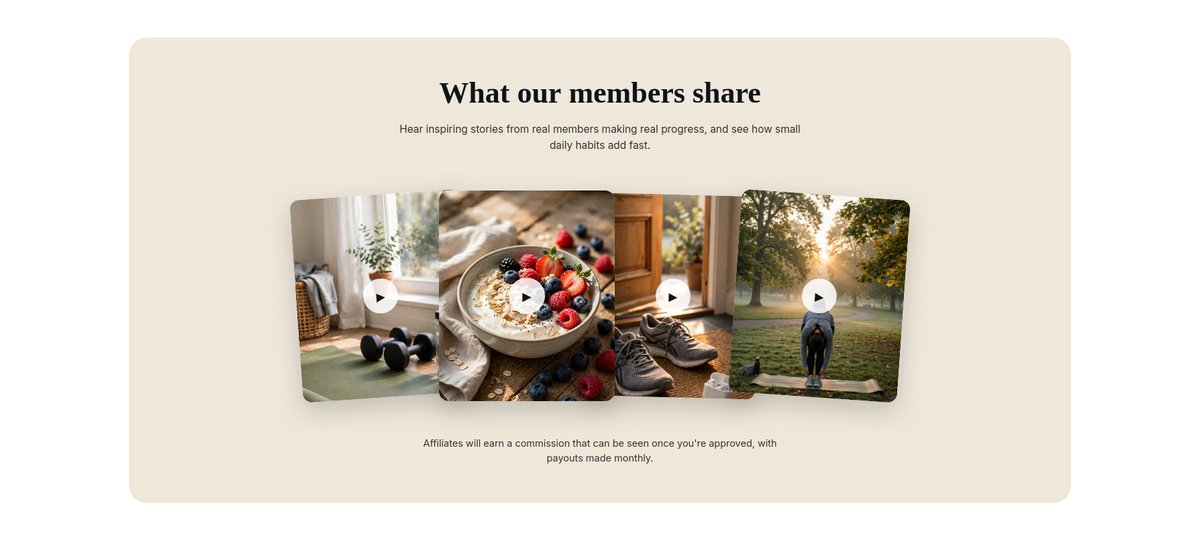 What our members share
Hear inspiring stories from real members making real progress, and see how small
daily habits add fast.
Affiliates will earn a commission that can be seen once you're approved, with
payouts made monthly.